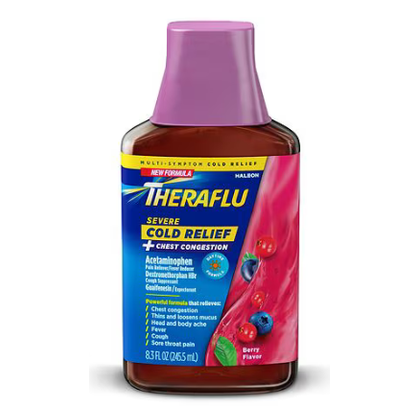 MULTI-SYMPTOM COLD RELIEF
NEW FORMULA
HALEON
THERAFLU
SEVERE
COLD RELIEF
+ CHEST CONGESTION
Acetaminophen
Pain Reliever/Fever Reducer
Dextromethorphan HBr
Cough Suppressant
Guaifenesin / Expectorant
DAYTIME
Powerful formula that relieves:
• Chest congestion
• Thins and loosens mucus
• Head and body ache
• Fever
• Cough
• Sore throat pain
8.3 FL OZ (245.5 mL)
Berry
Flavor